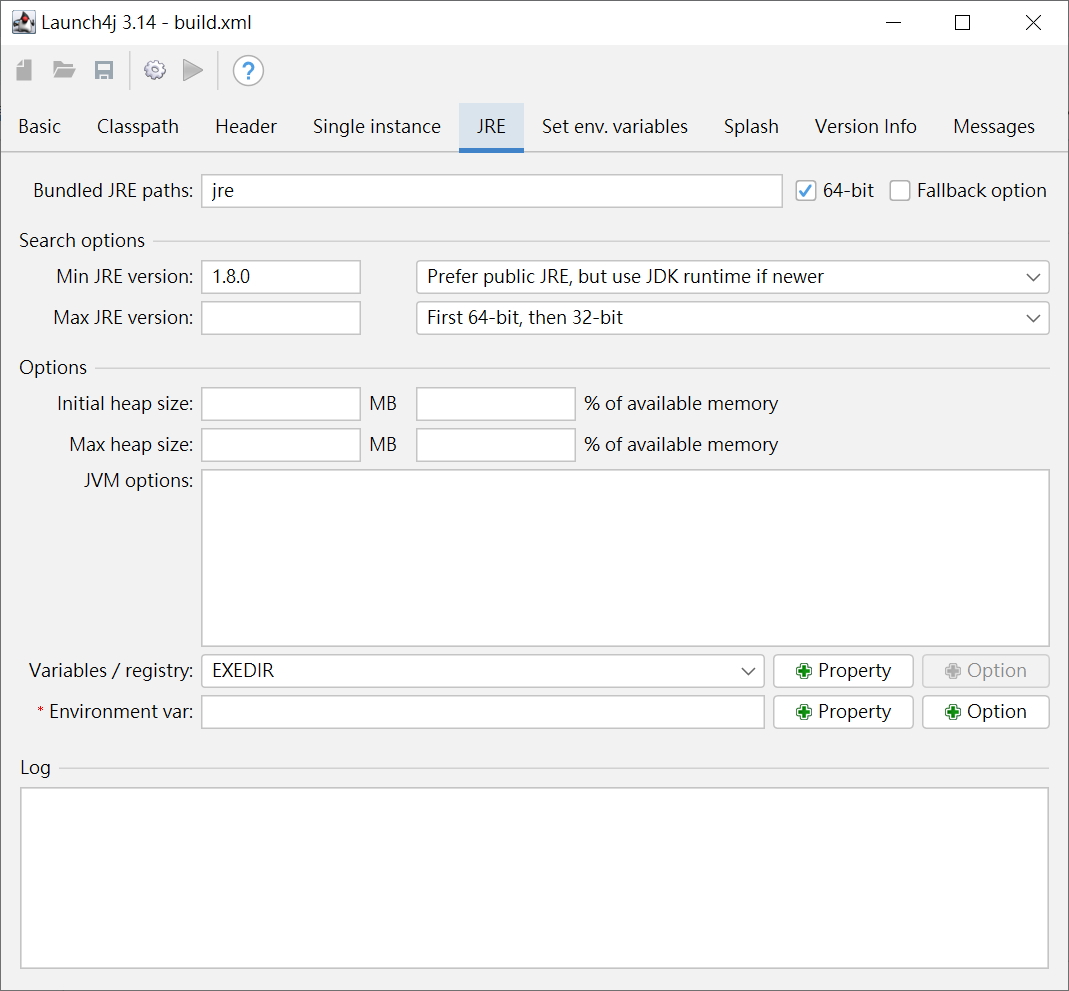 Launch4j 3.14 - build.xml
?
Basic Classpath Header Single instance JRE Set env. variables Splash Version Info Messages
Bundled JRE paths: jre 64-bit Fallback option
Search options
Min JRE version: 1.8.0 Prefer public JRE, but use JDK runtime if newer
Max JRE version: First 64-bit, then 32-bit
Options
Initial heap size: MB % of available memory
Max heap size: MB % of available memory
JVM options:
Variables / registry: EXEDIR Property Option
* Environment var: Property Option
Log